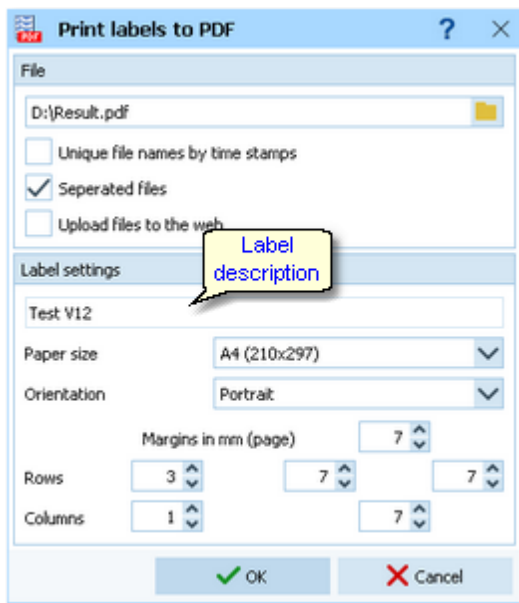 PDF
Print labels to PDF ? ×
File
D:\Result.pdf
Unique file names by time stamps
Seperated files
Upload files to the web
Label
description
Label settings
Test V12
Paper size A4 (210x297)
Orientation Portrait
Margins in mm (page) 7
Rows 3 7 7
Columns 1 7
OK Cancel